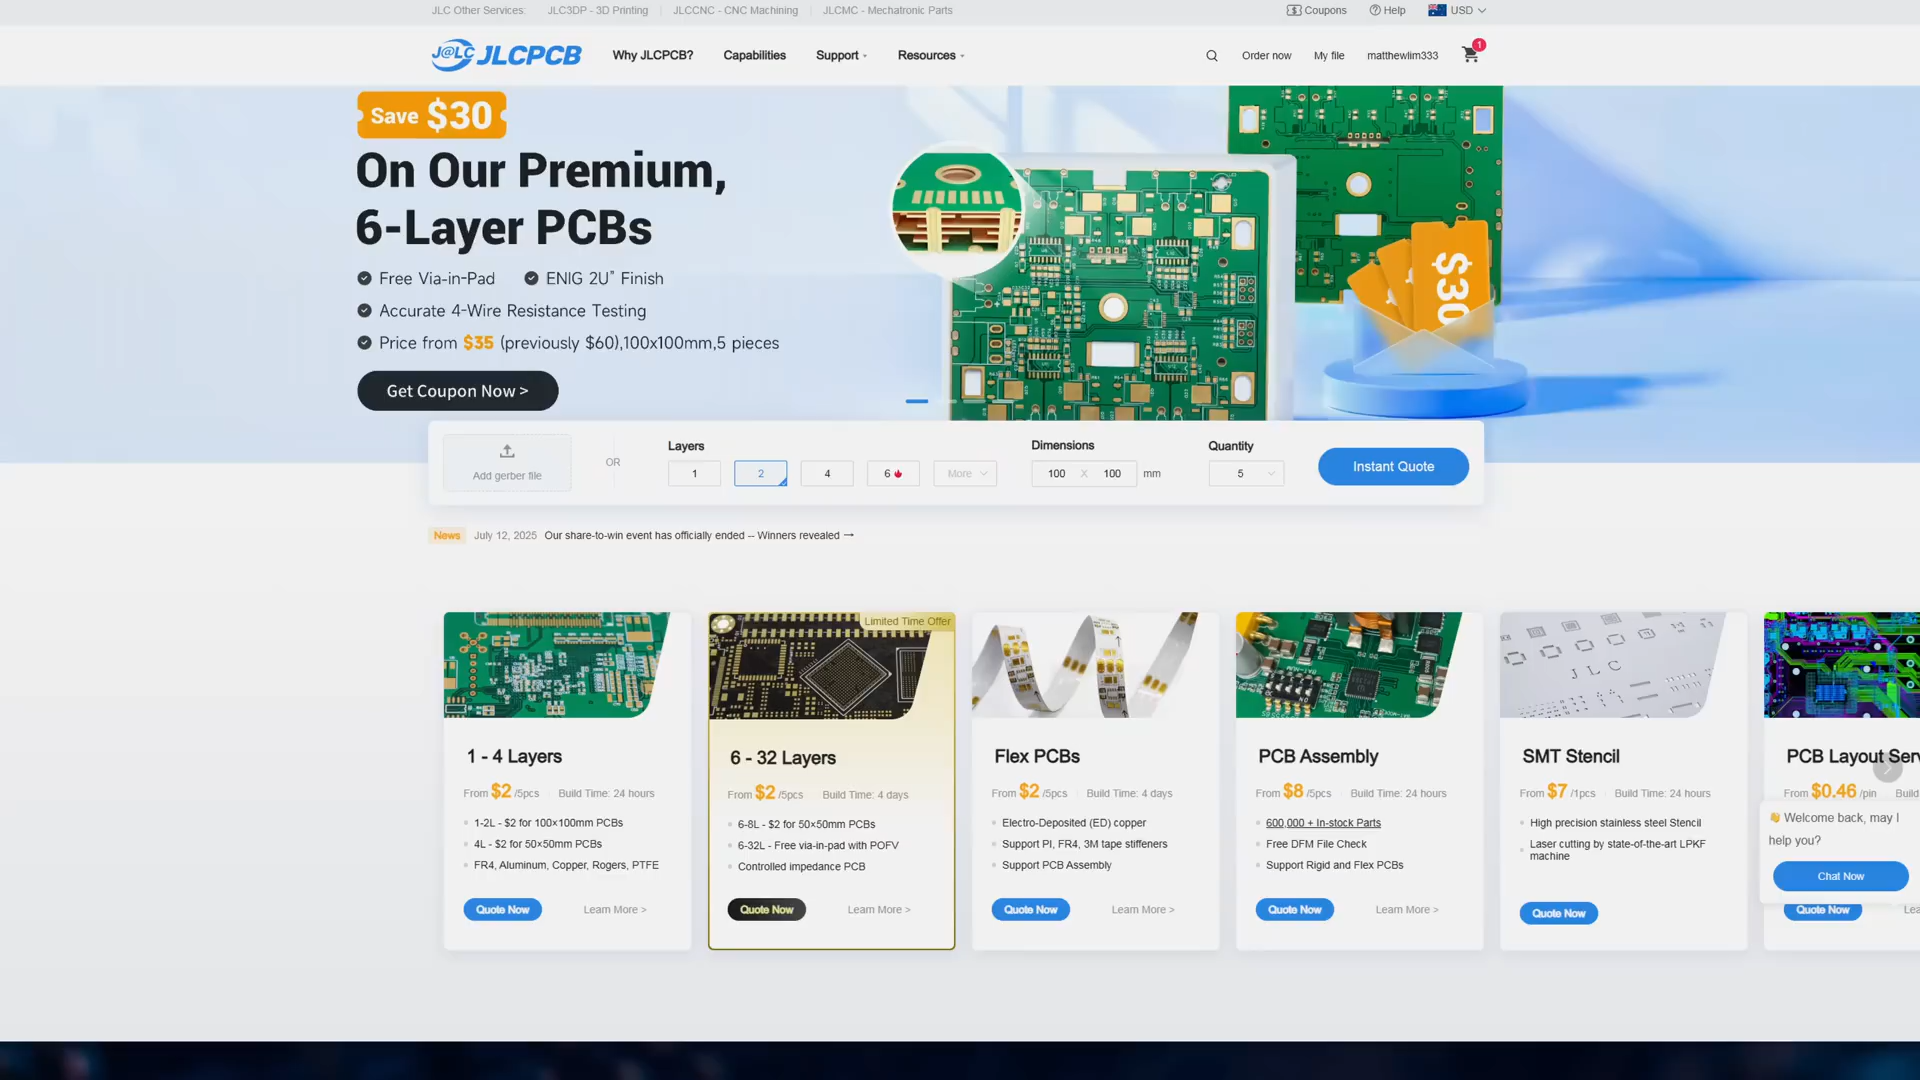 JLC Other Services:
JLC3DP - 3D Printing
JLCCNC - CNC Machining
JLCMC - Mechatronic Parts
Coupons
Help
USD
J@LC JLCPCB
Why JLCPCB?
Capabilities
Support
Resources
Order now
My file
matthewlim333
1
Save $30
On Our Premium,
6-Layer PCBs
Free Via-in-Pad
ENIG 2U" Finish
Accurate 4-Wire Resistance Testing
Price from $35 (previously $60),100x100mm,5 pieces
Get Coupon Now >
$30
Add gerber file
OR
Layers
1
2
4
6
More
Dimensions
100 X 100 mm
Quantity
5
Instant Quote
News July 12, 2025 Our share-to-win event has officially ended -- Winners revealed →
1 - 4 Layers
From $2 /5pcs
Build Time: 24 hours
1-2L - $2 for 100×100mm PCBs
4L - $2 for 50×50mm PCBs
FR4, Aluminum, Copper, Rogers, PTFE
Quote Now
Learn More >
Limited Time Offer
6 - 32 Layers
From $2 /5pcs
Build Time: 4 days
6-8L - $2 for 50×50mm PCBs
6-32L - Free via-in-pad with POFV
Controlled impedance PCB
Quote Now
Learn More >
Flex PCBs
From $2 /5pcs
Build Time: 4 days
Electro-Deposited (ED) copper
Support PI, FR4, 3M tape stiffeners
Support PCB Assembly
Quote Now
Learn More >
PCB Assembly
From $8 /5pcs
Build Time: 24 hours
600,000 + In-stock Parts
Free DFM File Check
Support Rigid and Flex PCBs
Quote Now
Learn More >
J L C
SMT Stencil
From $7 /1pcs
Build Time: 24 hours
High precision stainless steel Stencil
Laser cutting by state-of-the-art LPKF
machine
Quote Now
PCB Layout Serv
From $0.46 /pin
Build
Welcome back, may I
help you?
Chat Now
Quote Now
Lea